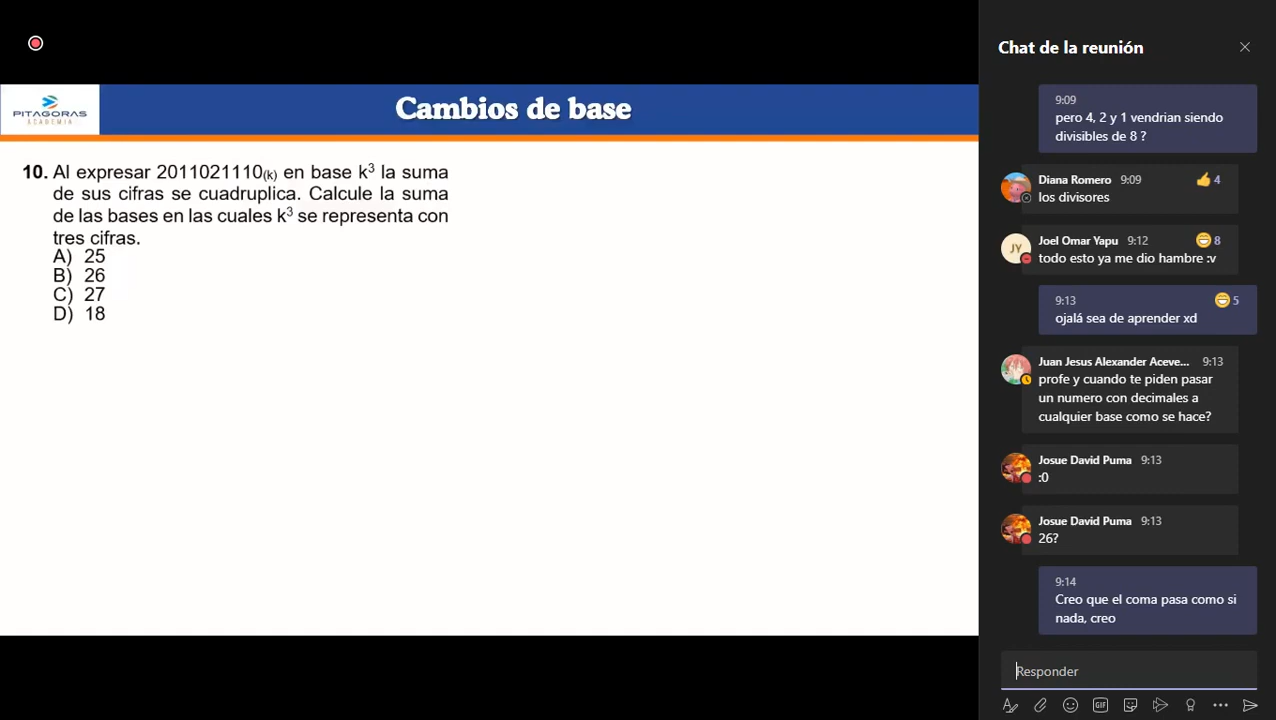 PITAGORAS
ACADEMIA
Cambios de base
10. Al expresar 2011021110(k) en base k³ la suma
de sus cifras se cuadruplica. Calcule la suma
de las bases en las cuales k³ se representa con
tres cifras.
A) 25
B) 26
C) 27
D) 18
Chat de la reunión
9:09
pero 4, 2 y 1 vendrian siendo
divisibles de 8 ?
Diana Romero 9:09 4
los divisores
JY
Joel Omar Yapu 9:12 8
todo esto ya me dio hambre :v
9:13 5
ojalá sea de aprender xd
Juan Jesus Alexander Aceve... 9:13
profe y cuando te piden pasar
un numero con decimales a
cualquier base como se hace?
Josue David Puma 9:13
:0
Josue David Puma 9:13
26?
9:14
Creo que el coma pasa como si
nada, creo
Responder
GIF